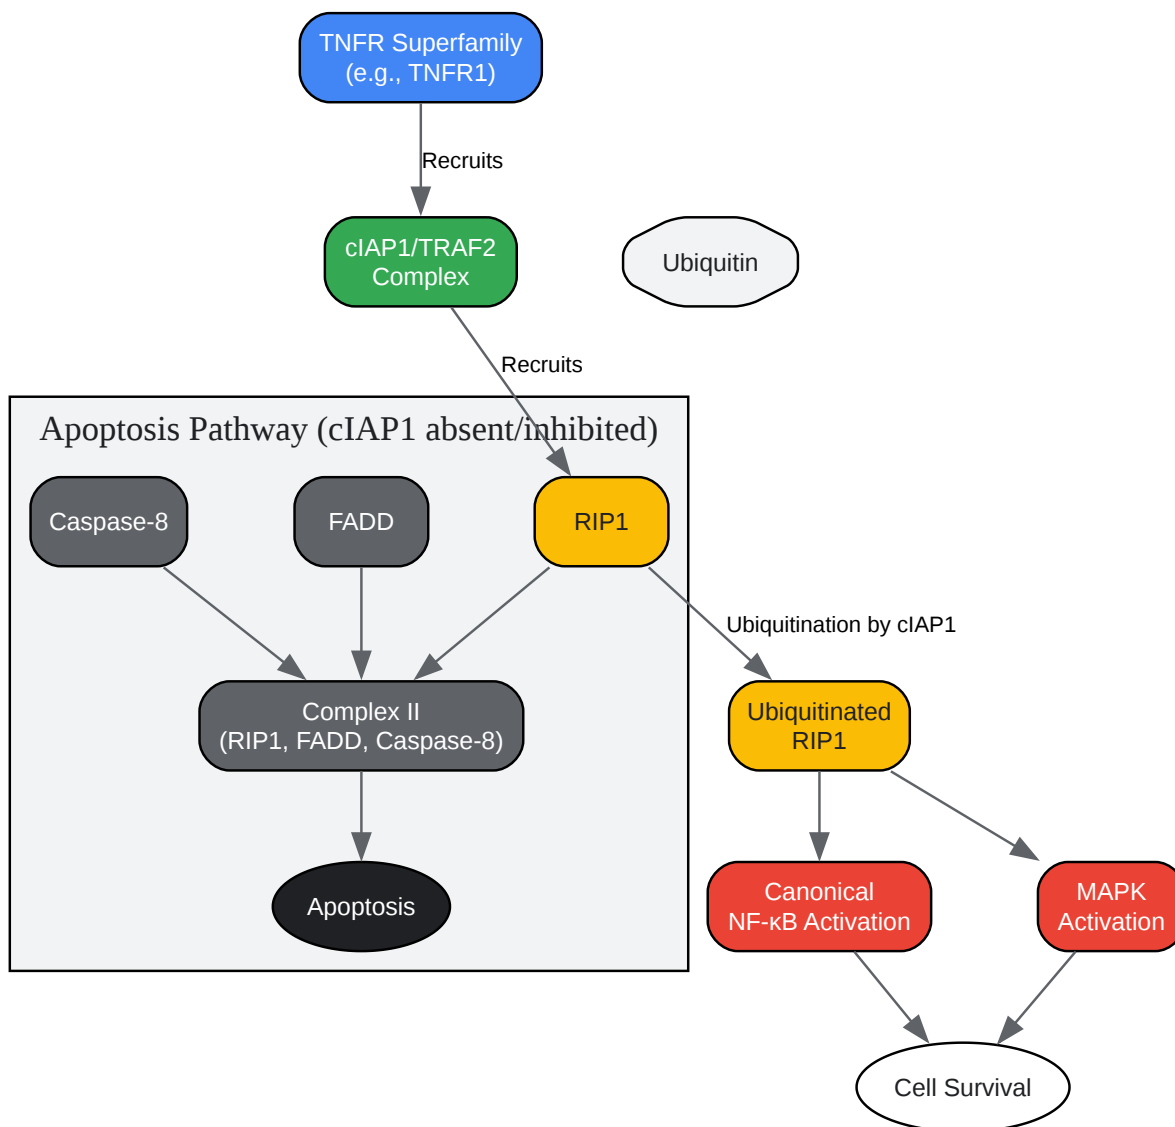 TNFR Superfamily
(e.g., TNFR1)
Recruits
cIAP1/TRAF2
Complex
Ubiquitin
Recruits
Apoptosis Pathway (cIAP1 absent/inhibited)
Caspase-8
FADD
RIP1
Ubiquitination by cIAP1
Complex II
(RIP1, FADD, Caspase-8)
Ubiquitinated
RIP1
Apoptosis
Canonical
NF-κB Activation
MAPK
Activation
Cell Survival